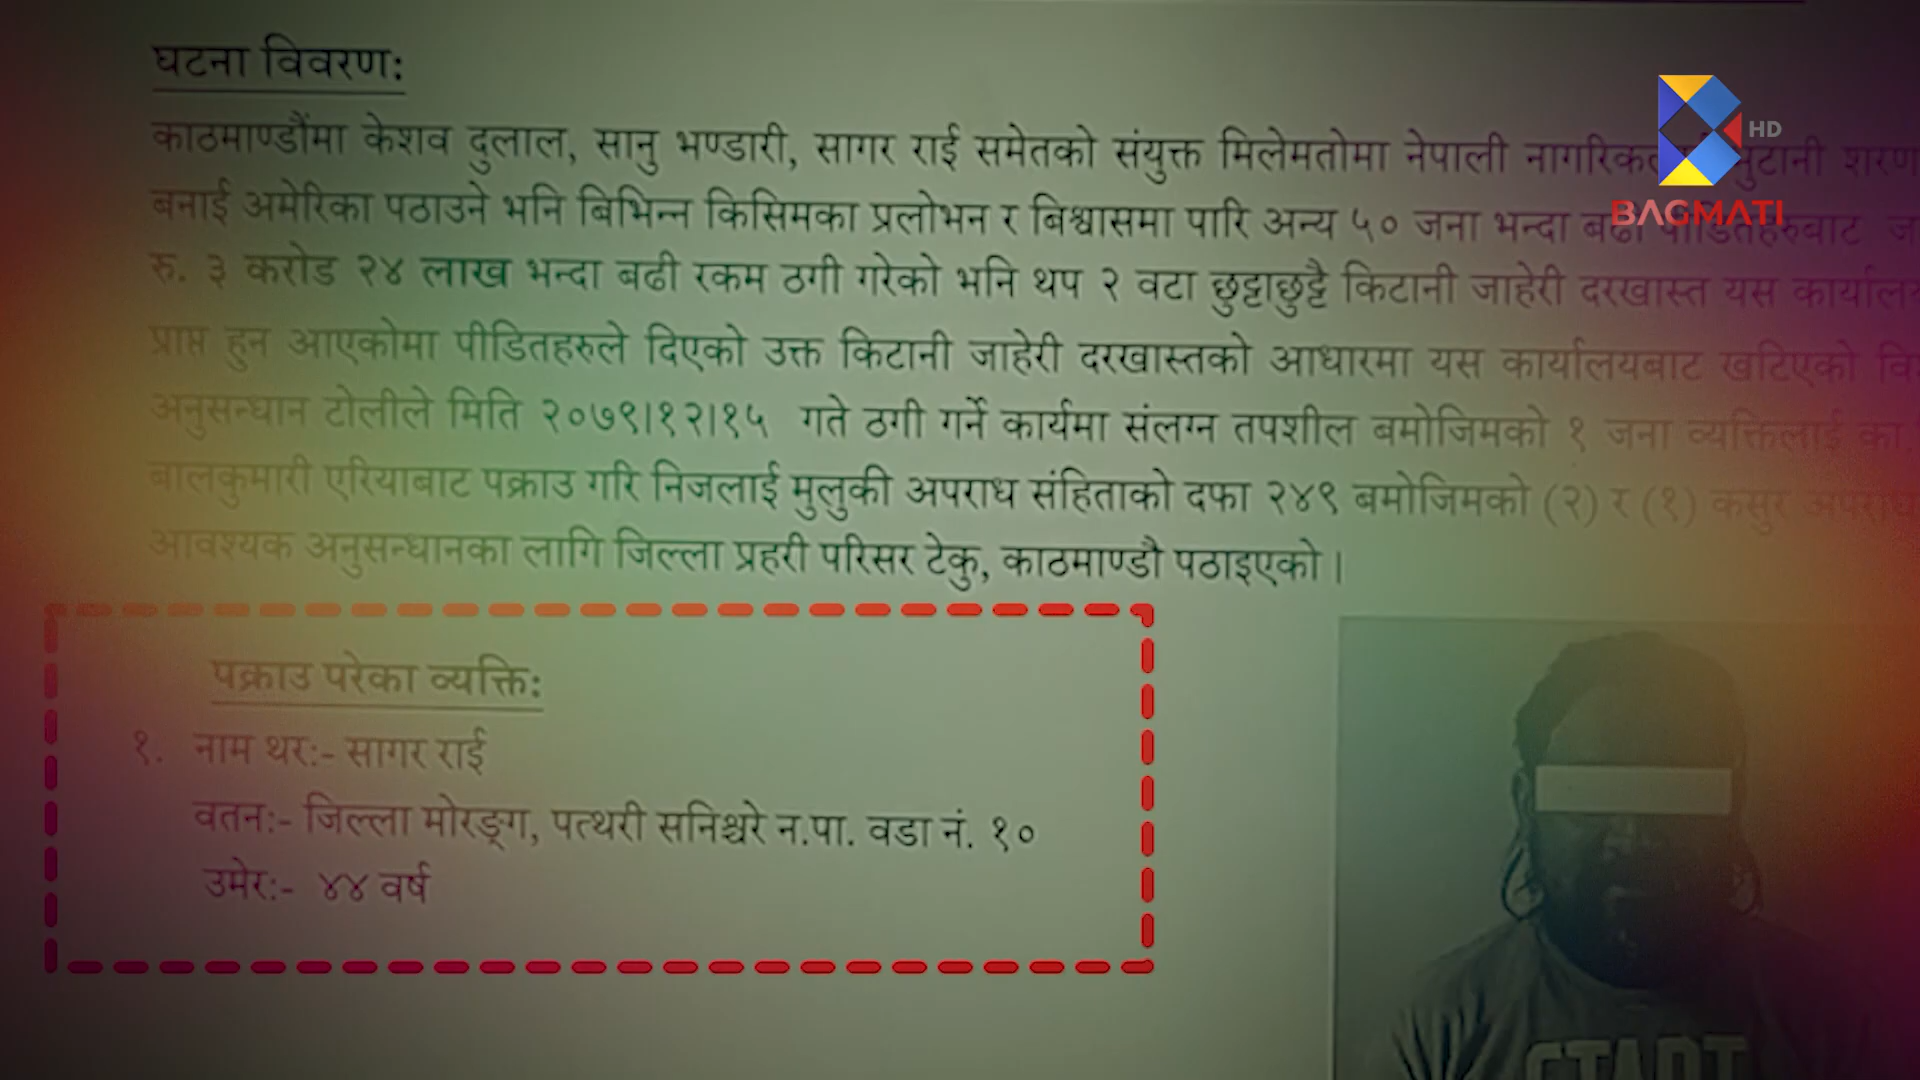 घटना विवरण:
काठमाण्डौंमा केशव दुलाल, सानु भण्डारी, सागर राई समेतको संयुक्त मिलेमतोमा नेपाली
बनाई अमेरिका पठाउने भनि बिभिन्न किसिमका प्रलोभन र बिश्वासमा पारि अन्य ५० जना भन्दा बढी पीडितहरुबाट
रु. ३ करोड २४ लाख भन्दा बढी रकम ठगी गरेको भनि थप २ वटा छुट्टाछुट्टै किटानी जाहेरी दरखास्त यस
प्राप्त हुन आएकोमा पीडितहरुले दिएको उक्त किटानी जाहेरी दरखास्तको आधारमा यस कार्यालयबाट खटिएको
अनुसन्धान टोलीले मिति २०७९।१२।१५ गते ठगी गर्ने कार्यमा संलग्न तपशील बमोजिमको १ जना व्यक्तिलाई
बालकुमारी एरियाबाट पक्राउ गरि निजलाई मुलुकी अपराध संहिताको दफा २४९ बमोजिमको (२) र (१) कसुर
आवश्यक अनुसन्धानका लागि जिल्ला प्रहरी परिसर टेकु, काठमाण्डौ पठाइएको ।
पक्राउ परेका व्यक्ति:
१. नाम थर:- सागर राई
वतन:- जिल्ला मोरङ्ग, पत्थरी सनिश्चरे न.पा. वडा नं. १०
उमेर:- ४४ वर्ष
HD
BAGMATI
START